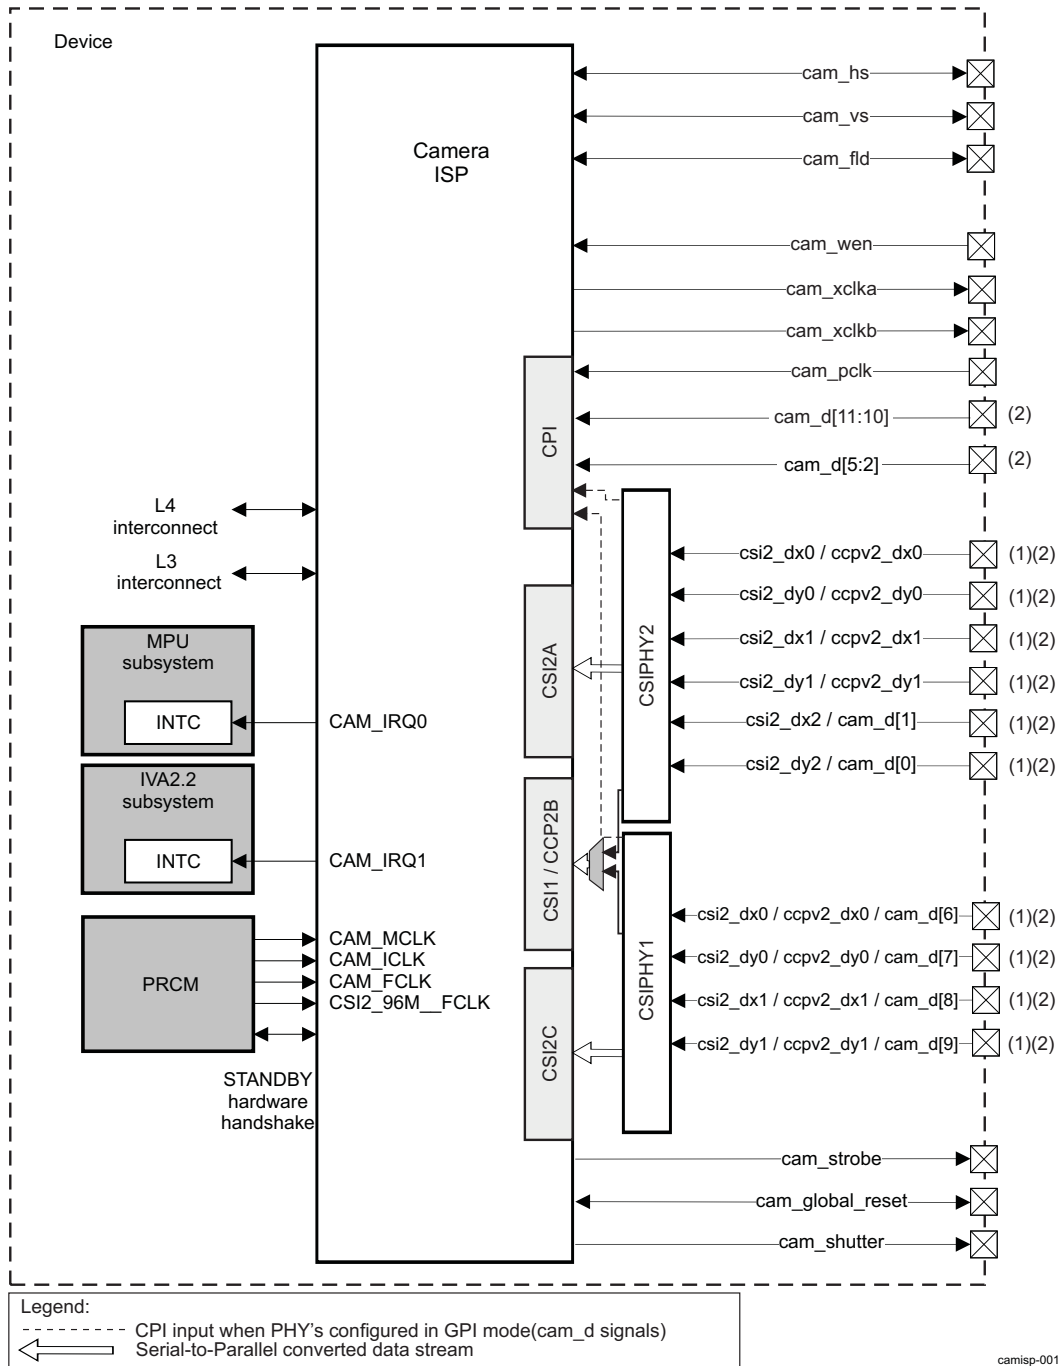 Device
cam_hs
cam_vs
Camera
ISP
cam_fld
cam_wen
cam_xclka
cam_xclkb
cam_pclk
cam_d[11:10]
(2)
CPI
cam_d[5:2]
(2)
L4
interconnect
L3
interconnect
csi2_dx0 / ccpv2_dx0
(1)(2)
csi2_dy0 / ccpv2_dy0
(1)(2)
csi2_dx1 / ccpv2_dx1
(1)(2)
csi2_dy1 / ccpv2_dy1
(1)(2)
csi2_dx2 / cam_d[1]
(1)(2)
csi2_dy2 / cam_d[0]
(1)(2)
CSIPHY2
CSI2A
MPU
subsystem
INTC
CAM_IRQ0
IVA2.2
subsystem
INTC
CAM_IRQ1
CSI1 / CCP2B
CSIPHY1
csi2_dx0 / ccpv2_dx0 / cam_d[6]
(1)(2)
csi2_dy0 / ccpv2_dy0 / cam_d[7]
(1)(2)
csi2_dx1 / ccpv2_dx1 / cam_d[8]
(1)(2)
csi2_dy1 / ccpv2_dy1 / cam_d[9]
(1)(2)
PRCM
CAM_MCLK
CAM_ICLK
CAM_FCLK
CSI2_96M__FCLK
CSI2C
STANDBY
hardware
handshake
cam_strobe
cam_global_reset
cam_shutter
Legend:
CPI input when PHY's configured in GPI mode(cam_d signals)
Serial-to-Parallel converted data stream
camisp-001